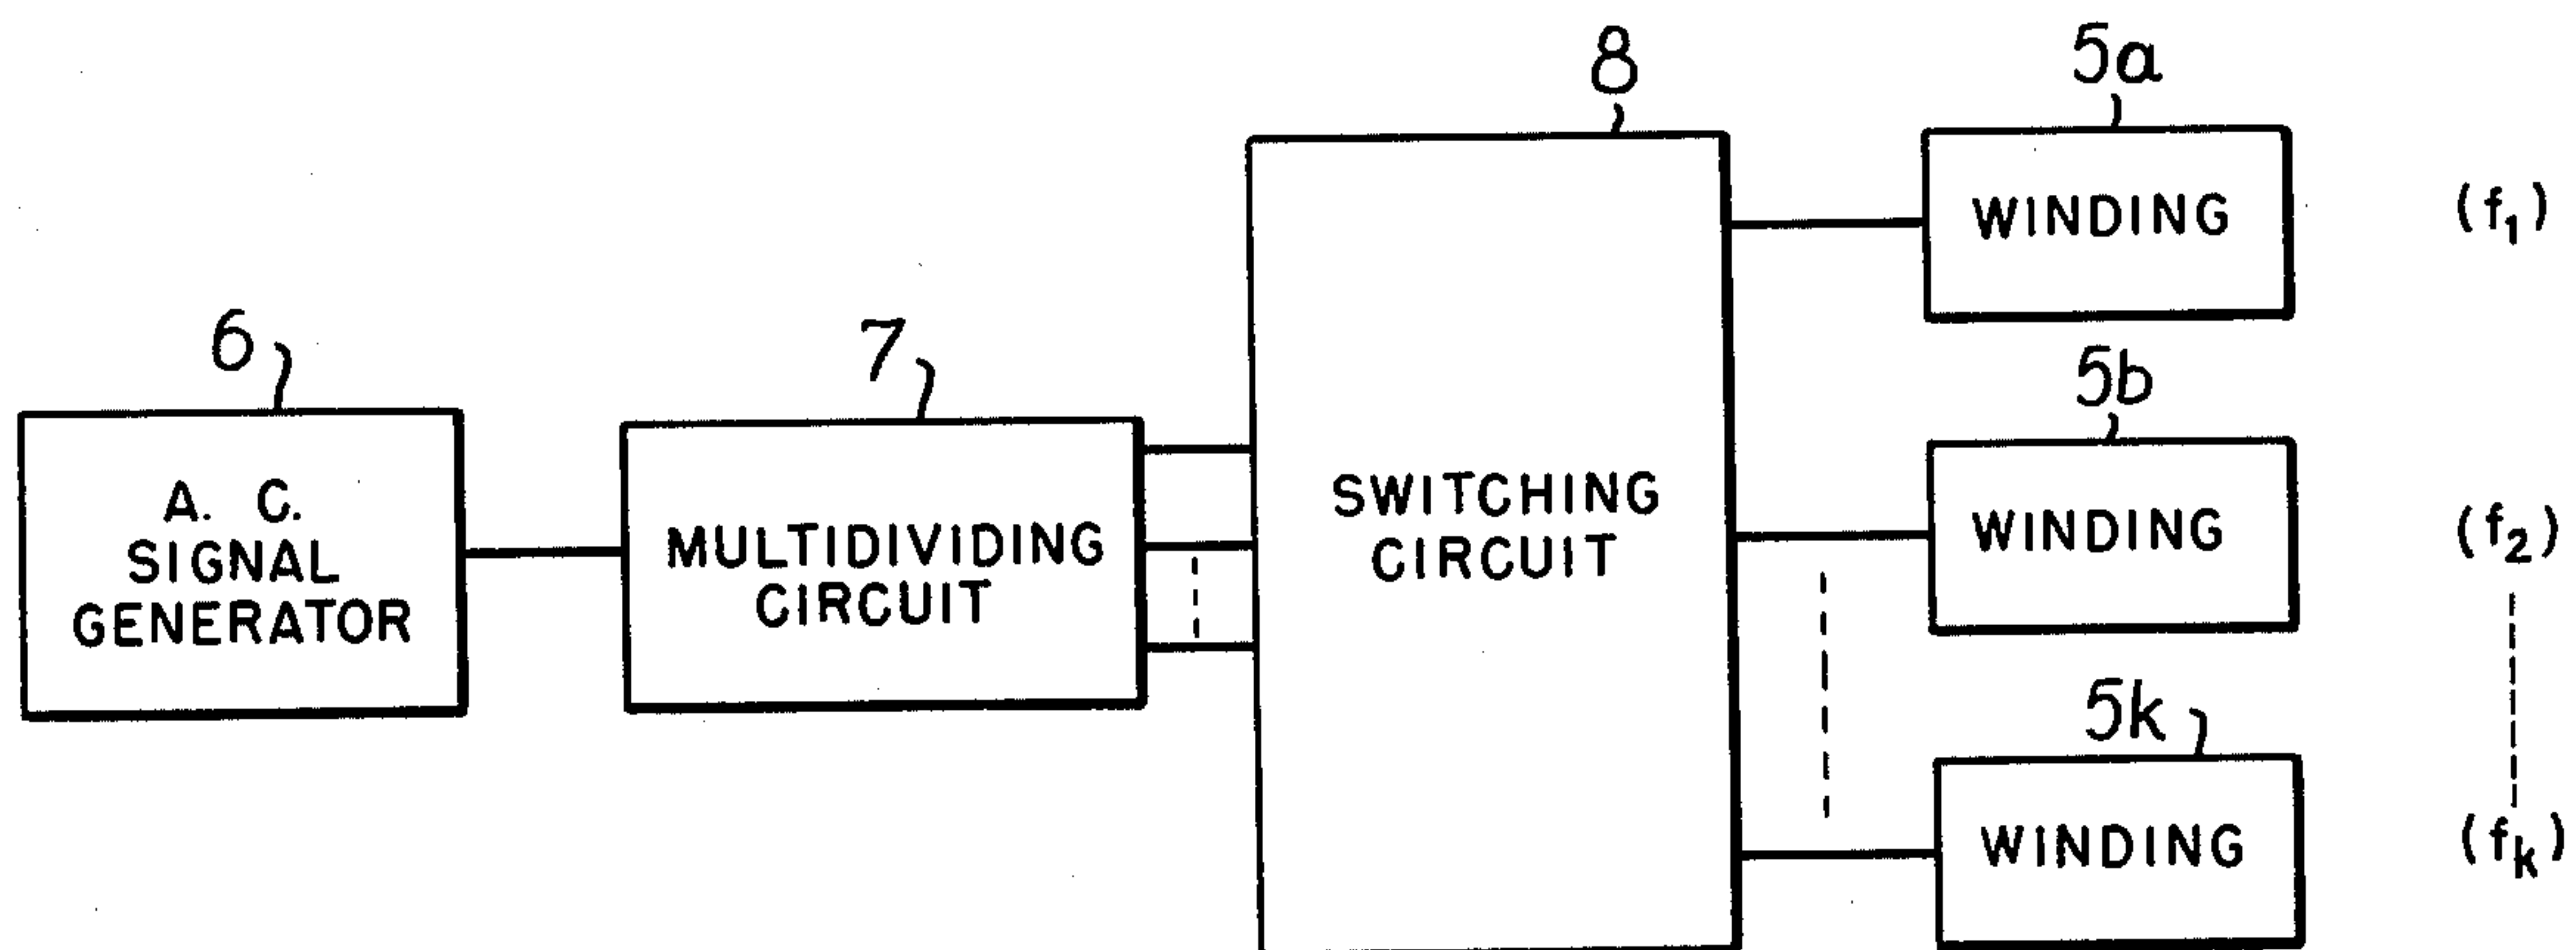 6
A. C.
SIGNAL
GENERATOR
7
MULTIDIVIDING
CIRCUIT
8
SWITCHING
CIRCUIT
5a
WINDING
(f1)
5b
WINDING
(f2)
5k
WINDING
(fk)